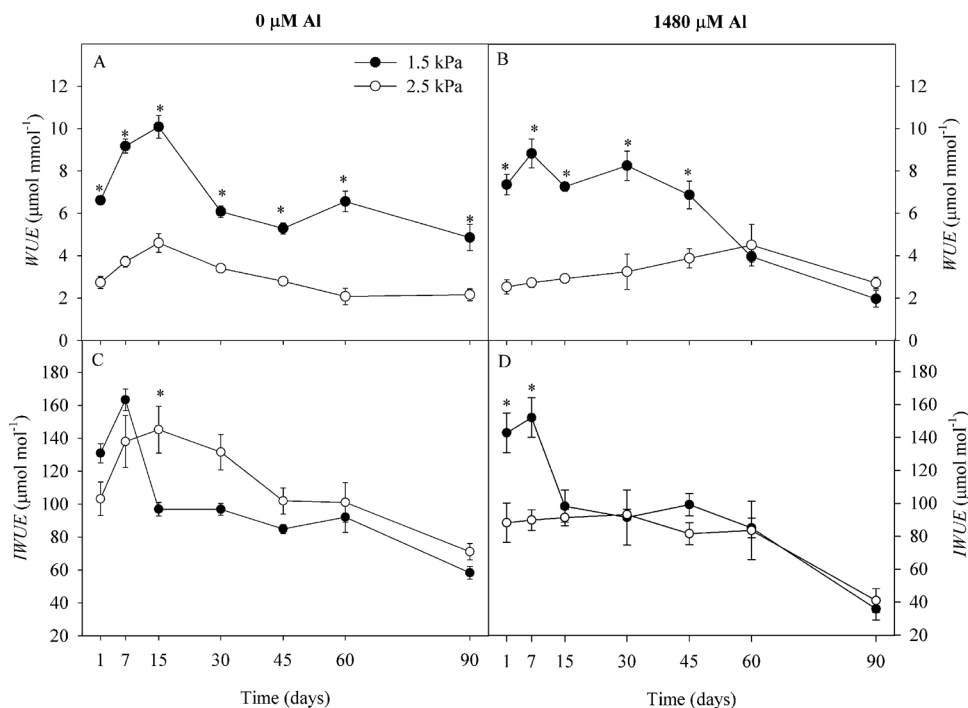 0 μM Al
1480 μM Al
A
1.5 kPa
2.5 kPa
B
12
10
8
6
4
2
0
WUE (μmol mmol⁻¹)
* * * * * * *
* * * * *
12
10
8
6
4
2
0
WUE (μmol mmol⁻¹)
C
180
160
140
120
100
80
60
40
20
IWUE (μmol mol⁻¹)
*
D
* *
180
160
140
120
100
80
60
40
20
IWUE (μmol mol⁻¹)
1 7 15 30 45 60 90
1 7 15 30 45 60 90
Time (days)
Time (days)